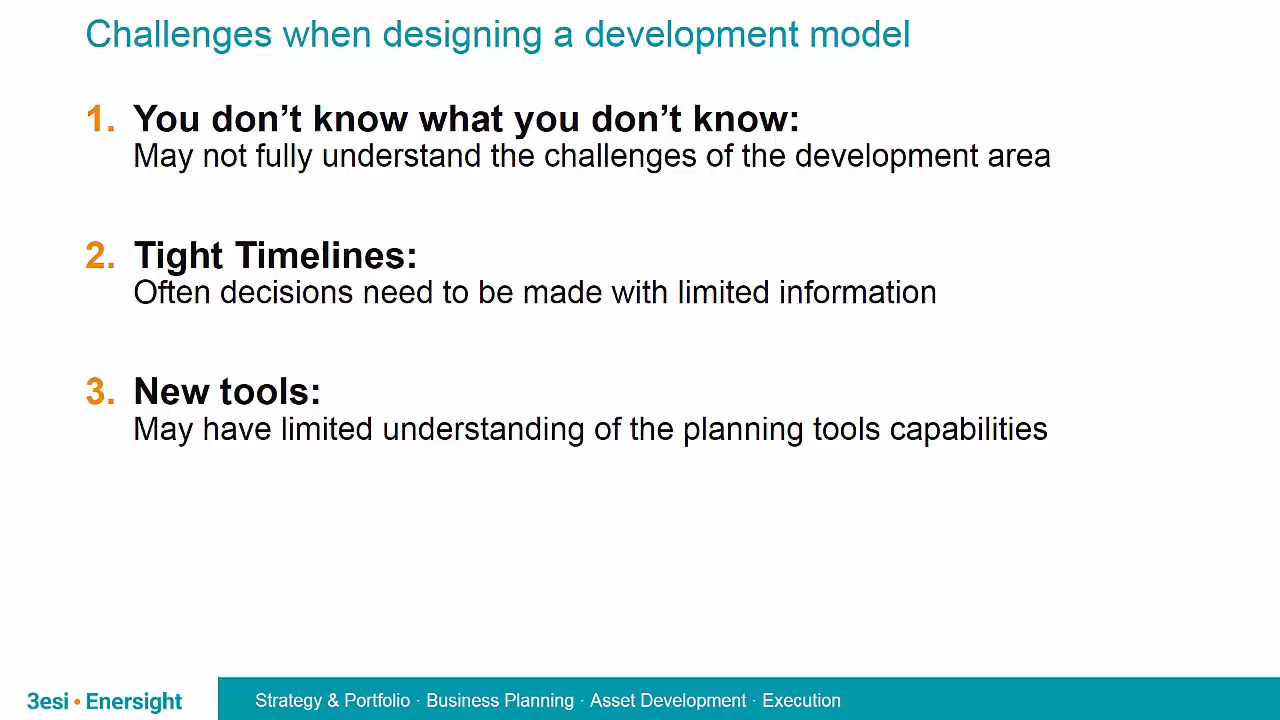 Challenges when designing a development model
1. You don’t know what you don’t know:
May not fully understand the challenges of the development area
2. Tight Timelines:
Often decisions need to be made with limited information
3. New tools:
May have limited understanding of the planning tools capabilities
3esi • Enersight
Strategy & Portfolio · Business Planning · Asset Development · Execution